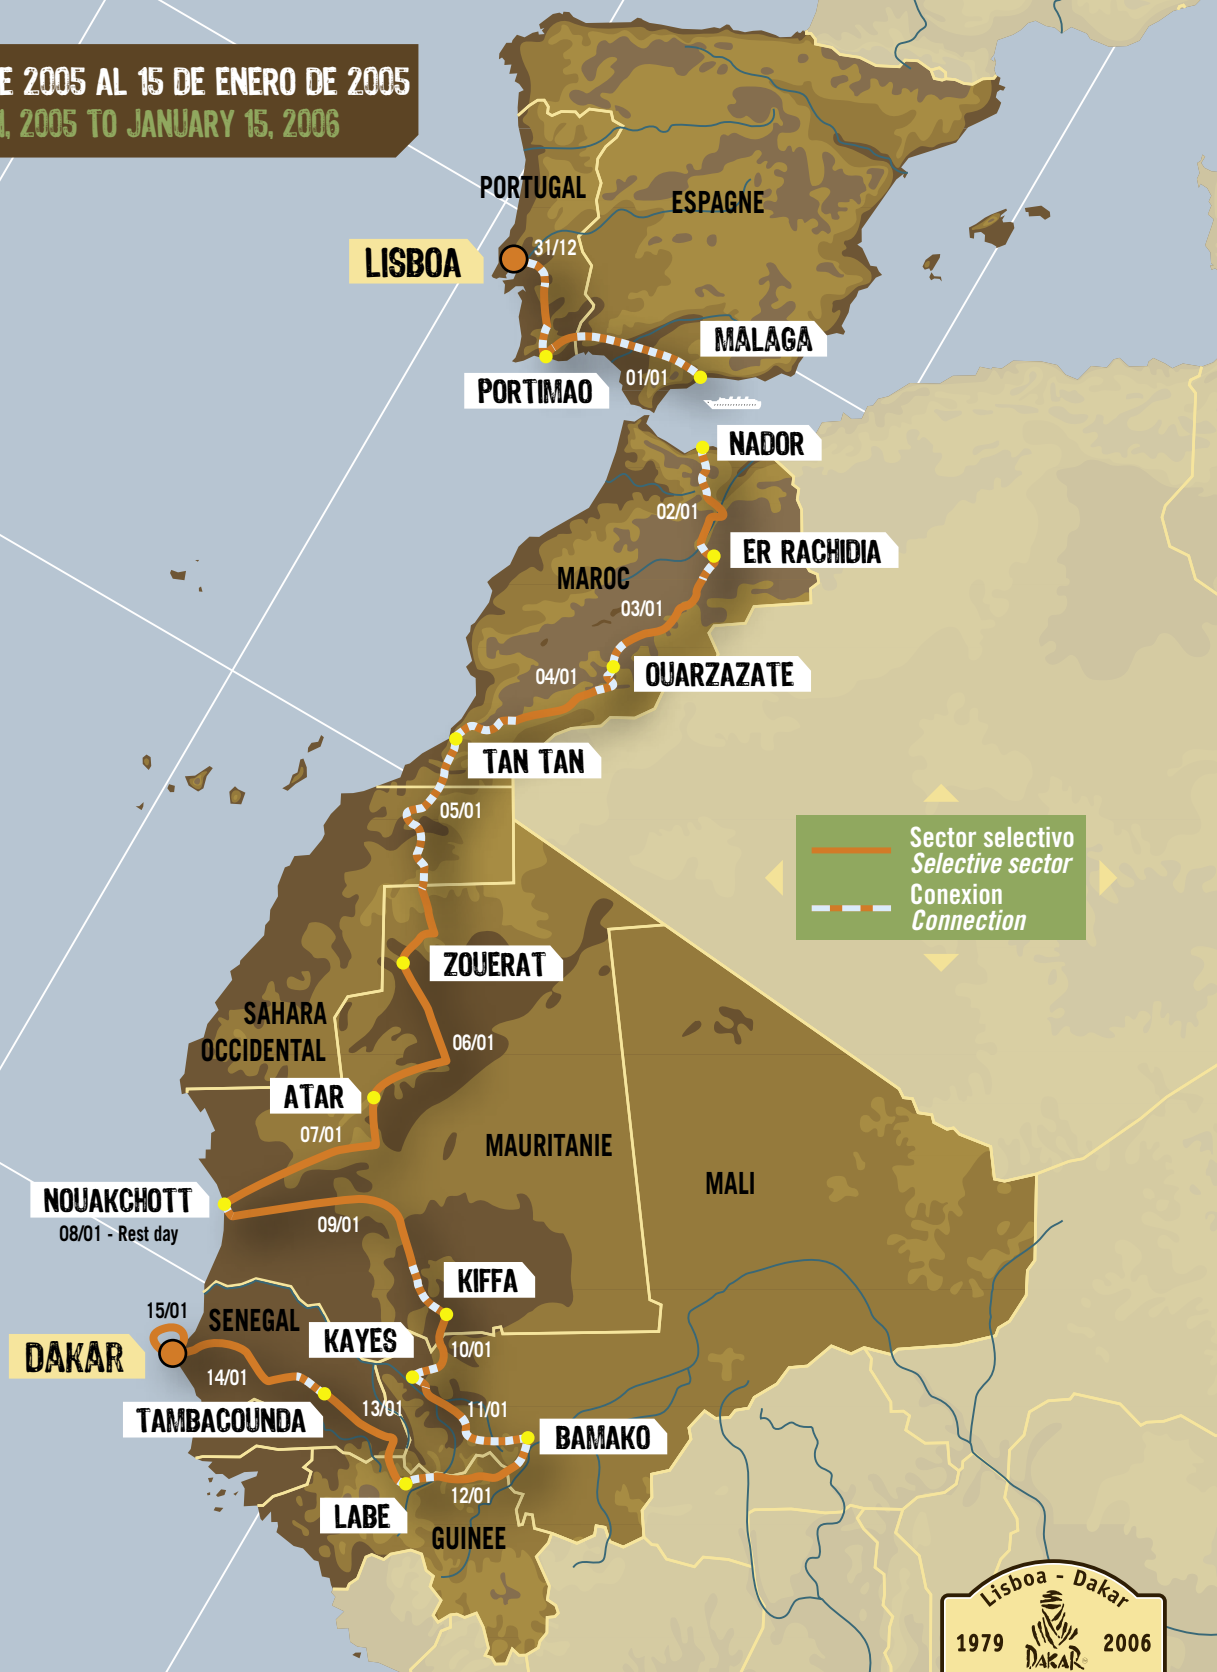 E 2005 AL 15 DE ENERO DE 2005
, 2005 TO JANUARY 15, 2006
PORTUGAL
ESPAGNE
31/12
LISBOA
MALAGA
01/01
PORTIMAO
NADOR
02/01
ER RACHIDIA
MAROC
03/01
OUARZAZATE
04/01
TAN TAN
05/01
Sector selectivo
Selective sector
Conexion
Connection
ZOUERAT
SAHARA
OCCIDENTAL
06/01
ATAR
07/01
MAURITANIE
MALI
NOUAKCHOTT
08/01 - Rest day
09/01
KIFFA
15/01
SENEGAL
KAYES
10/01
DAKAR
14/01
13/01
11/01
TAMBACOUNDA
BAMAKO
12/01
LABE
GUINEE
Lisboa - Dakar
1979
2006
DAKAR